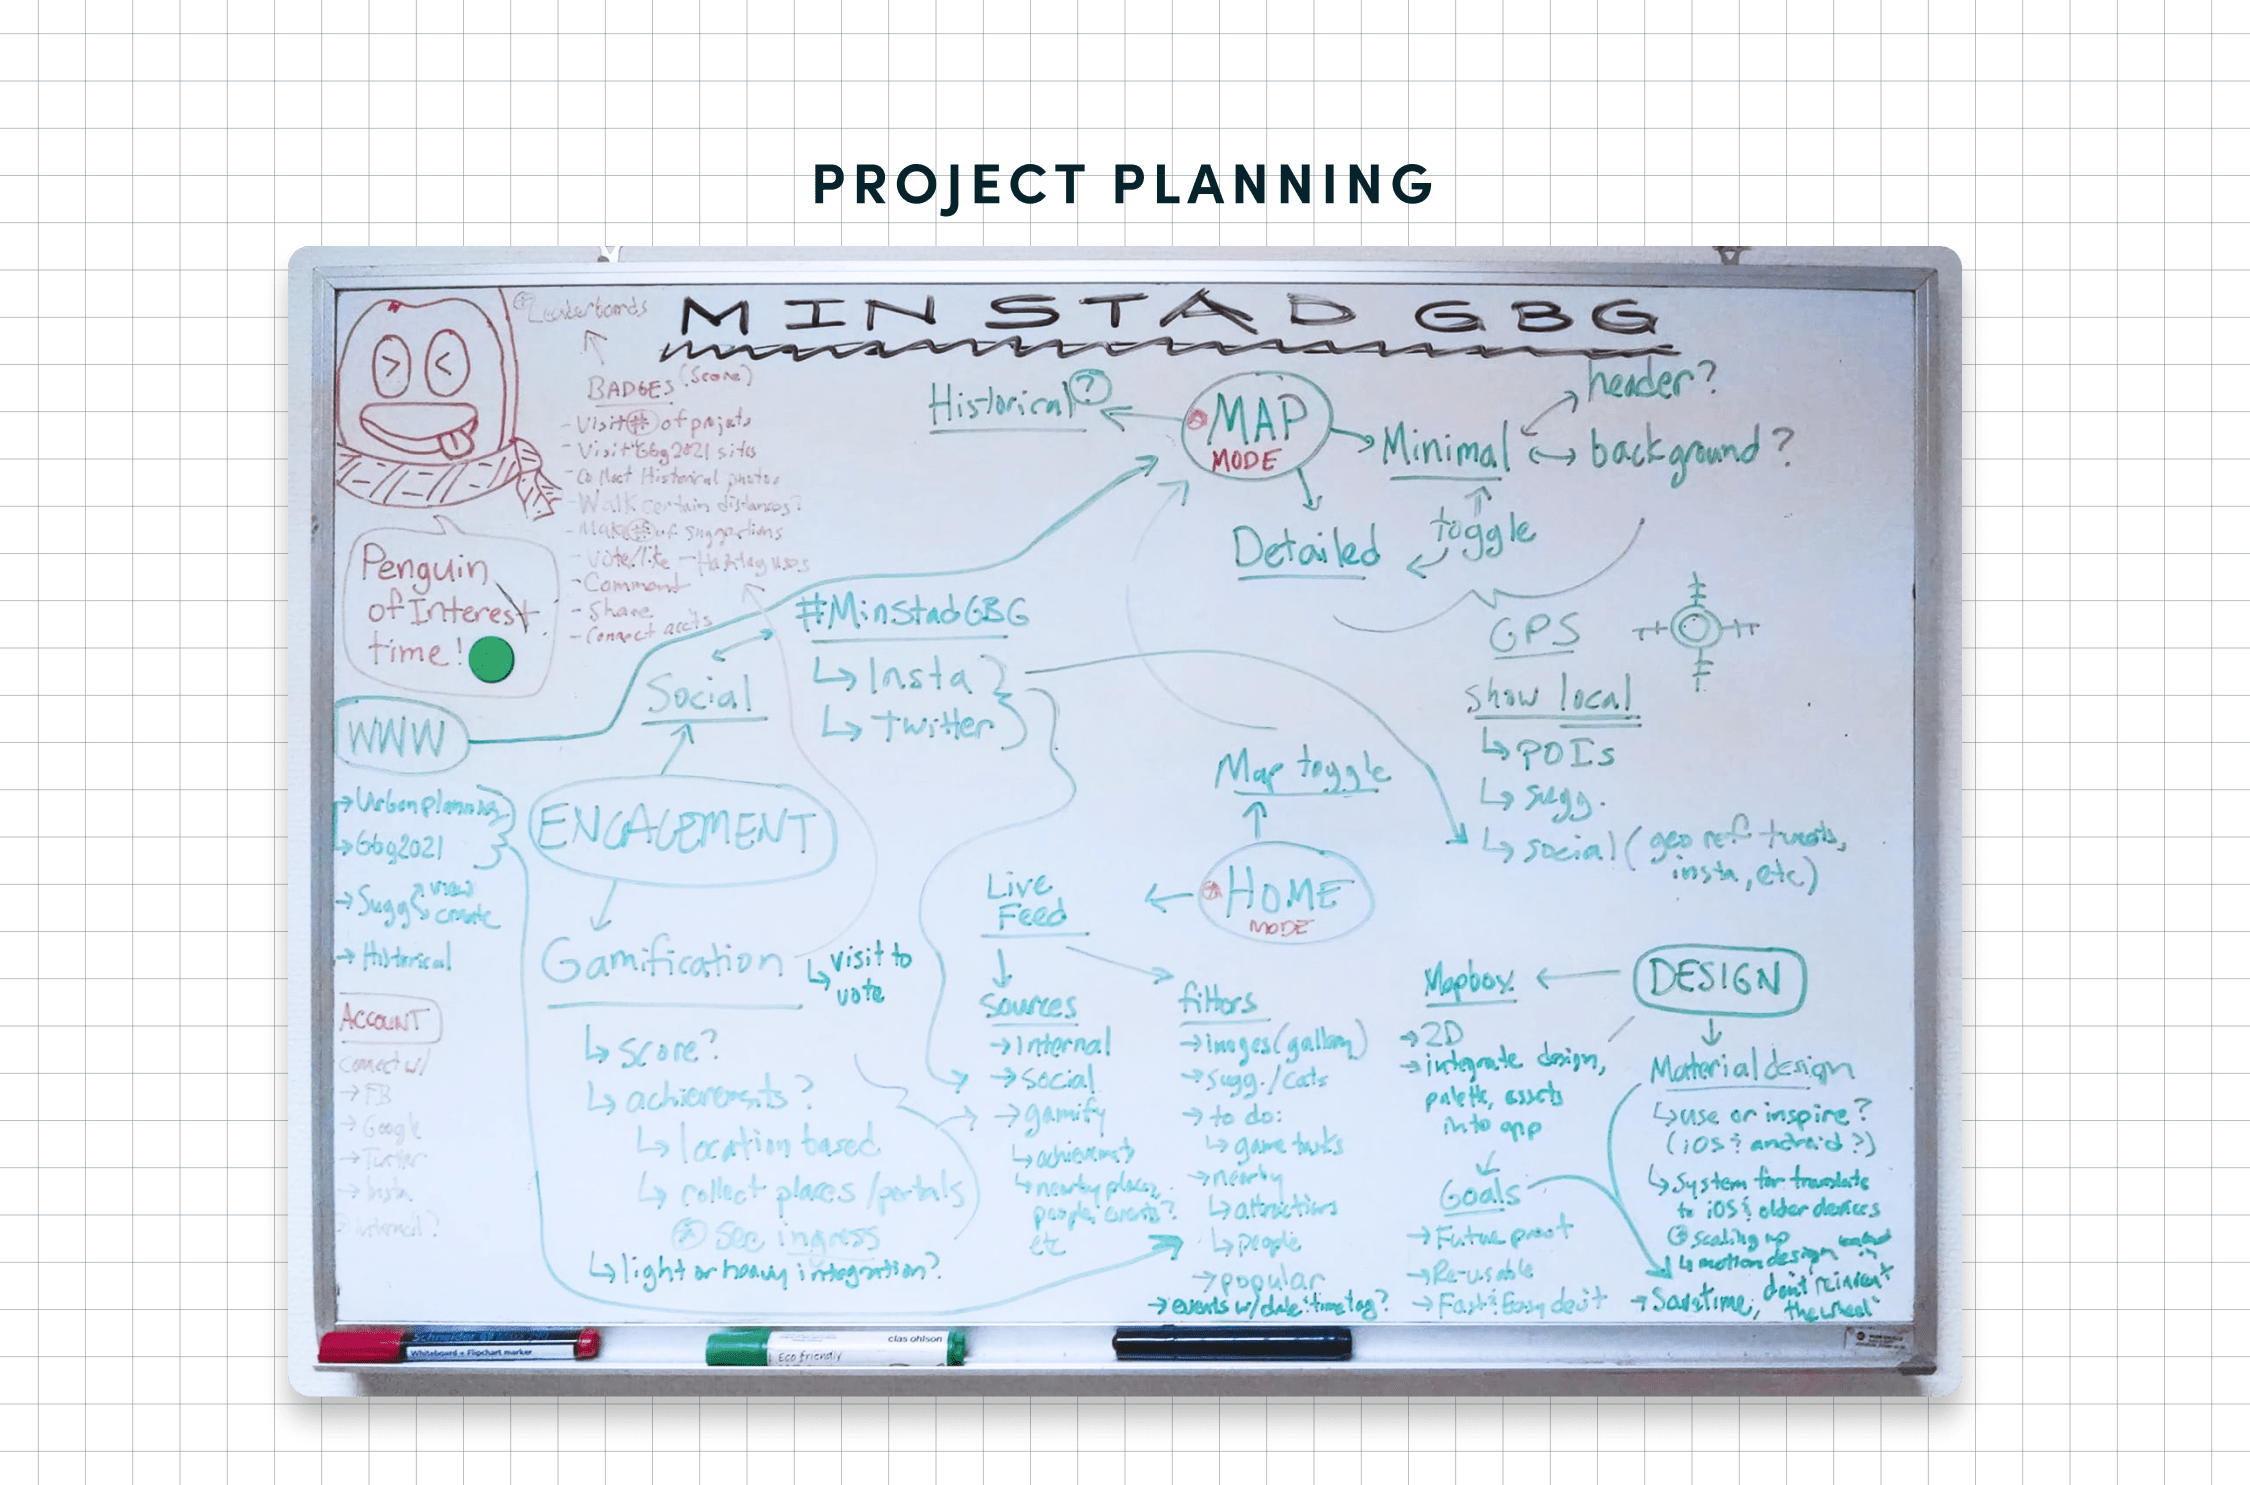 PROJECT PLANNING
MIN STAD GBG
Leaderboards
BADGES (Score)
- Visit # of projects
- Visit Gbg2021 sites
- Collect Historical photos
- Walk certain distances?
- Make # of suggestions
- Vote/like - Hashtag uses
- Comment
- Share
- Connect accts
Penguin
of Interest
time!
Historical ?
MAP
MODE
Minimal
header?
background?
toggle
Detailed
#MinStadGBG
↳ Insta
↳ twitter
Social
WWW
→ Urban planning
→ Gbg2021
→ Sugg
view
create
→ Historical
ENGAGEMENT
Gamification
↳ visit to
vote
↳ score?
↳ achievements?
↳ location based
↳ collect places/portals
See ingress
↳ light or heavy integration?
ACCOUNT
connect w/
→ FB
→ Google
→ Twitter
→ Insta
internal?
GPS
show local
↳ POIs
↳ sugg.
↳ social (geo ref tweets,
insta, etc)
Map toggle
HOME
MODE
Live
Feed
sources
→ internal
→ social
→ gamify
↳ achievements
↳ nearby places,
people, events?
etc
filters
→ images (gallery)
→ sugg./cats
→ to do:
↳ game tasks
→ nearby
↳ attractions
↳ people
→ popular
→ events w/date & time tag?
DESIGN
Mapbox
→ 2D
→ integrate design,
palette, assets
into app
Goals
→ Future proof
→ Re-usable
→ Fast & Easy
Material design
↳ use or inspire?
(iOS & android?)
↳ System for translate
to iOS & older devices
scaling up
↳ motion design
→ Save time, don't reinvent
the wheel
Whiteboard + Flipchart marker
clas ohlson
Eco friendly